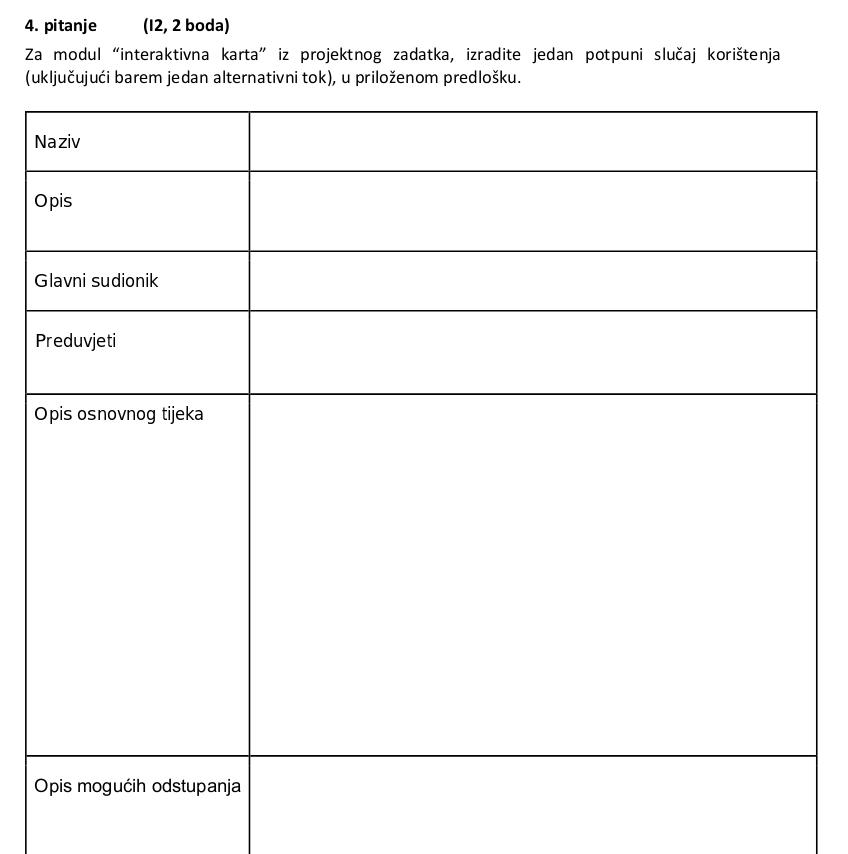 4. pitanje (I2, 2 boda)
Za modul “interaktivna karta” iz projektnog zadatka, izradite jedan potpuni slučaj korištenja
(uključujući barem jedan alternativni tok), u priloženom predlošku.
Naziv
Opis
Glavni sudionik
Preduvjeti
Opis osnovnog tijeka
Opis mogućih odstupanja